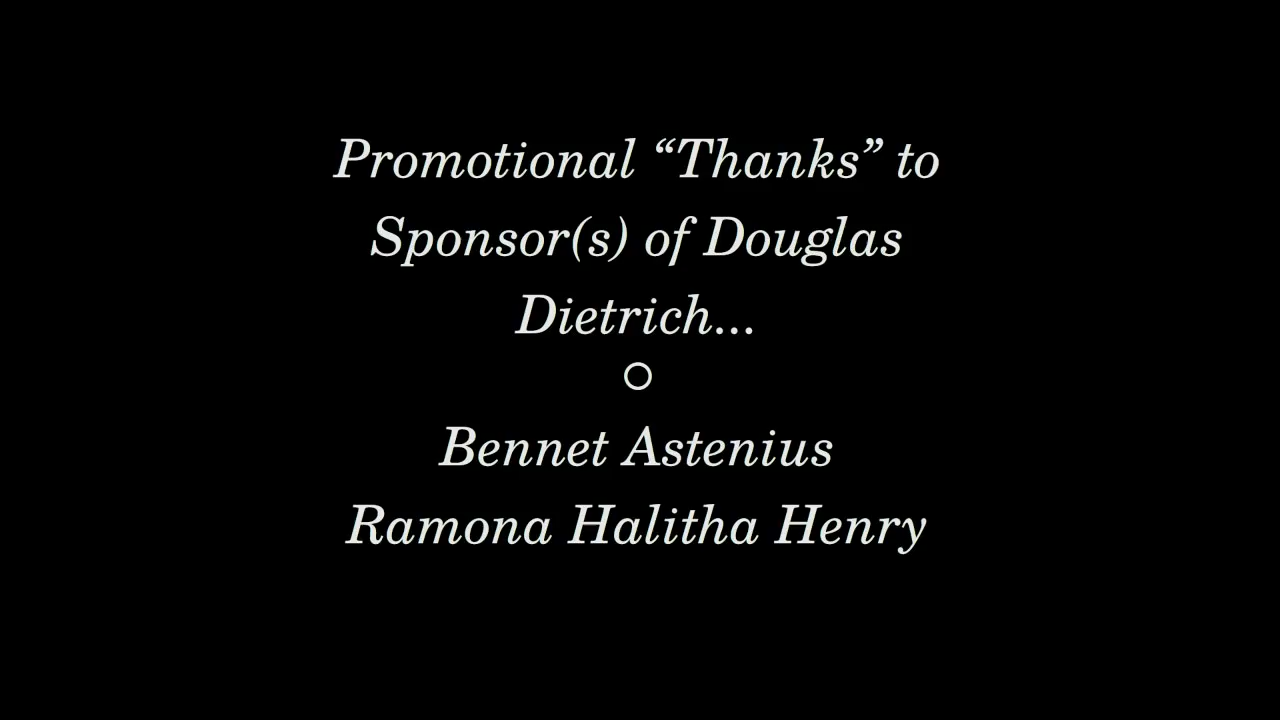 Promotional “Thanks” to
Sponsor(s) of Douglas
Dietrich...
Bennet Astenius
Ramona Halitha Henry